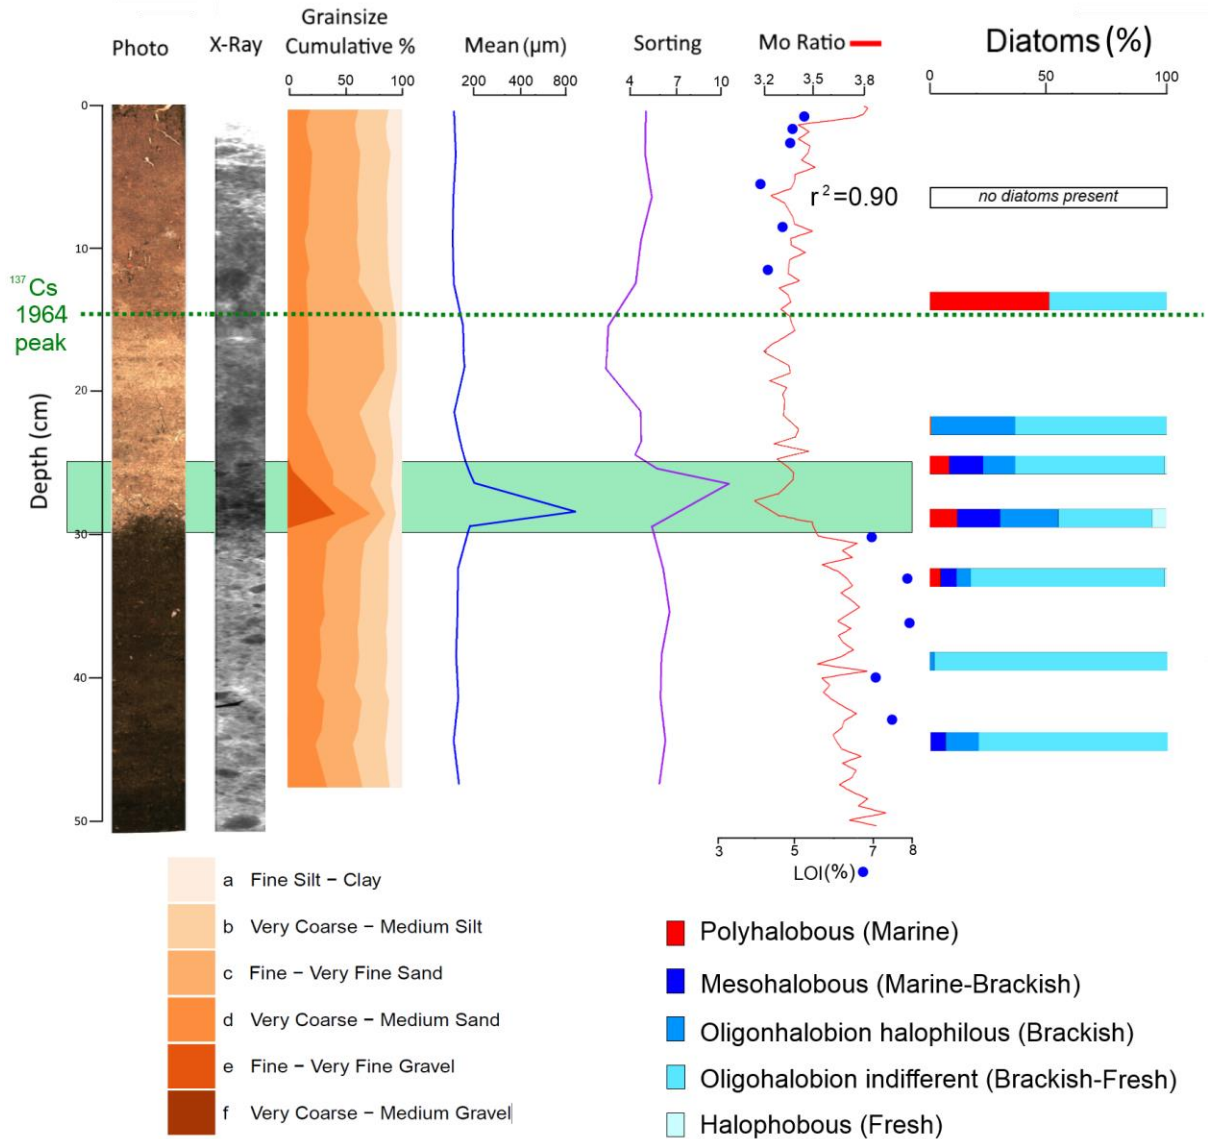 Photo
X-Ray
Grainsize
Cumulative %
Mean (µm)
Sorting
Mo Ratio
Diatoms (%)
0 50 100
200 400 800
4 7 10
3.2 3.5 3.8
0 50 100
0
10
20
30
40
50
Depth (cm)
137Cs
1964
peak
r²=0.90
no diatoms present
3 5 7 8
LOI(%)
a Fine Silt – Clay
b Very Coarse – Medium Silt
c Fine – Very Fine Sand
d Very Coarse – Medium Sand
e Fine – Very Fine Gravel
f Very Coarse – Medium Gravel
Polyhalobous (Marine)
Mesohalobous (Marine-Brackish)
Oligonhalobion halophilous (Brackish)
Oligohalobion indifferent (Brackish-Fresh)
Halophobous (Fresh)